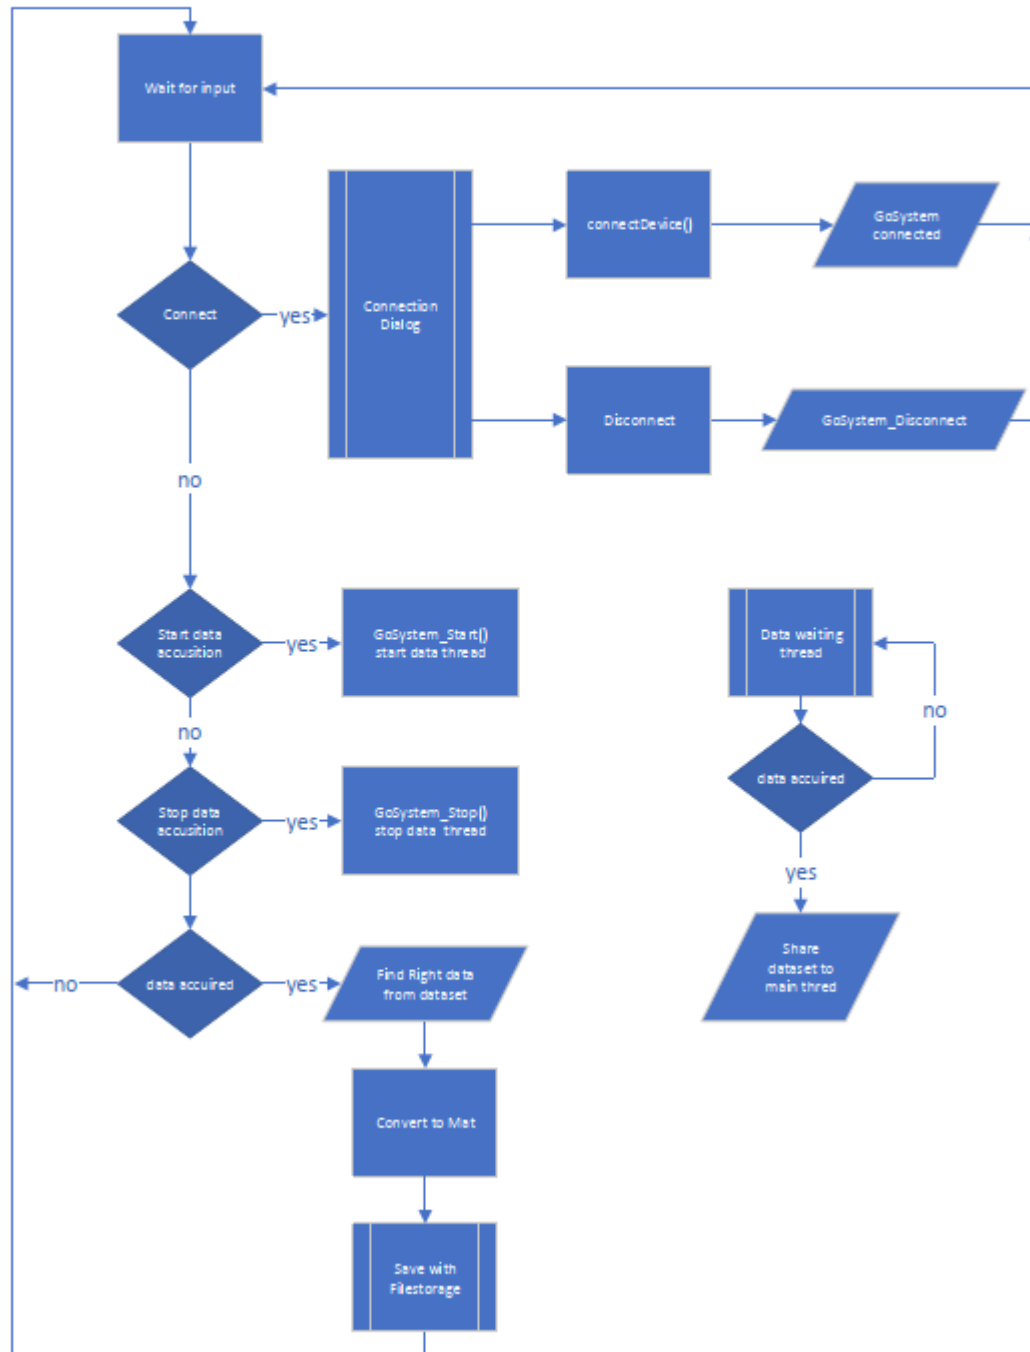 Wait for input
Connect
yes
Connection
Dialog
connectDevice()
GoSystem
connected
Disconnect
GoSystem_Disconnect
no
Start data
accusition
yes
GoSystem_Start()
start data thread
no
Stop data
accusition
yes
GoSystem_Stop()
stop data thread
data accuired
no
yes
Find Right data
from dataset
Convert to Mat
Save with
Filestorage
Data waiting
thread
no
data accuired
yes
Share
dataset to
main thred